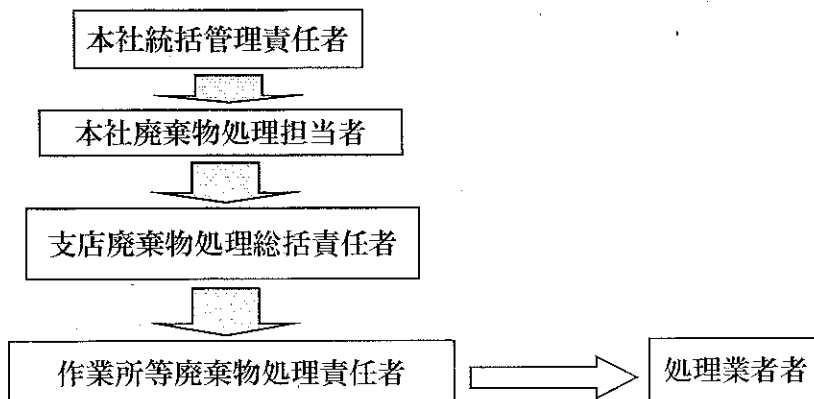 本社統括管理責任者
本社廃棄物処理担当者
支店廃棄物処理総括責任者
作業所等廃棄物処理責任者
処理業者者